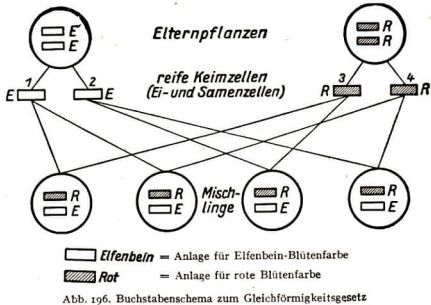 E E
Elternpflanzen
R R
1 2 3 4
reife Keimzellen
(Ei- und Samenzellen)
E E R R
R R Misch- R R
E E linge E E
Elfenbein = Anlage für Elfenbein-Blütenfarbe
Rot = Anlage für rote Blütenfarbe
Abb. 196. Buchstabenschema zum Gleichförmigkeitsgesetz